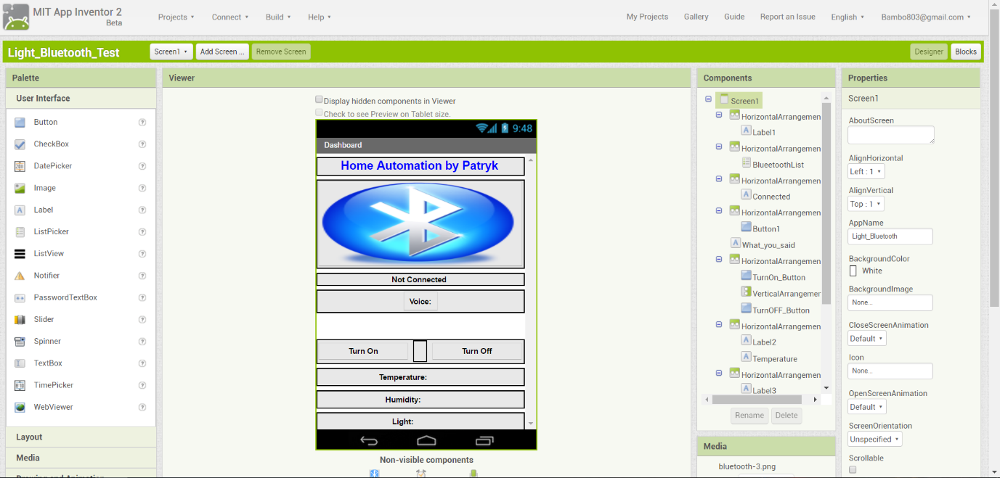 MIT App Inventor 2
Beta
Projects Connect Build Help
My Projects Gallery Guide Report an Issue English Bambo803@gmail.com
Light_Bluetooth_Test
Screen1 Add Screen ... Remove Screen
Designer Blocks
Palette
User Interface
Button
CheckBox
DatePicker
Image
Label
ListPicker
ListView
Notifier
PasswordTextBox
Slider
Spinner
TextBox
TimePicker
WebViewer
Layout
Media
Drawing and Animation
Viewer
Display hidden components in Viewer
Check to see Preview on Tablet size.
9:48
Dashboard
Home Automation by Patryk
Not Connected
Voice:
Turn On Turn Off
Temperature:
Humidity:
Light:
Non-visible components
Components
Screen1
HorizontalArrangemen
Label1
HorizontalArrangemen
BlueetoothList
HorizontalArrangemen
Connected
HorizontalArrangemen
Button1
What_you_said
HorizontalArrangemen
TurnOn_Button
VerticalArrangemer
TurnOFF_Button
HorizontalArrangemen
Label2
Temperature
HorizontalArrangemen
Label3
Rename Delete
Media
bluetooth-3.png
Properties
Screen1
AboutScreen
AlignHorizontal
Left : 1
AlignVertical
Top : 1
AppName
Light_Bluetooth
BackgroundColor
White
BackgroundImage
None...
CloseScreenAnimation
Default
Icon
None...
OpenScreenAnimation
Default
ScreenOrientation
Unspecified
Scrollable